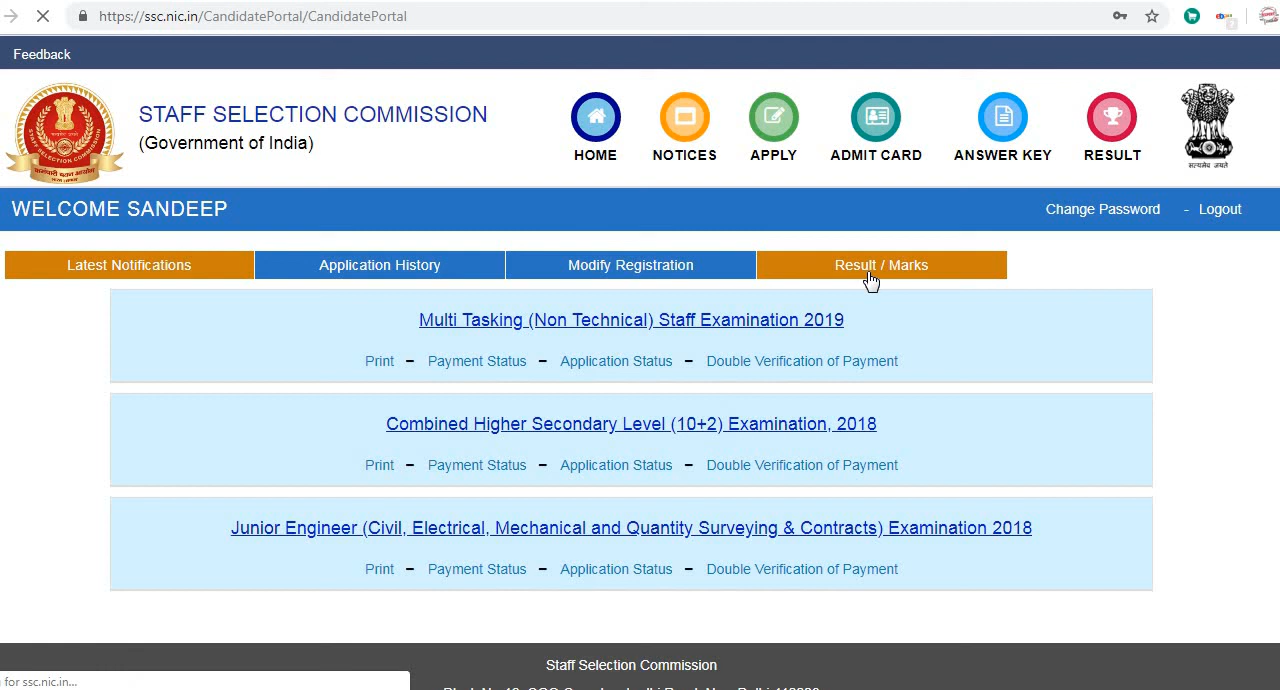 https://ssc.nic.in/CandidatePortal/CandidatePortal
Feedback
STAFF SELECTION COMMISSION
(Government of India)
HOME
NOTICES
APPLY
ADMIT CARD
ANSWER KEY
RESULT
सत्यमेव जयते
WELCOME SANDEEP
Change Password - Logout
Latest Notifications
Application History
Modify Registration
Result / Marks
Multi Tasking (Non Technical) Staff Examination 2019
Print – Payment Status – Application Status – Double Verification of Payment
Combined Higher Secondary Level (10+2) Examination, 2018
Print – Payment Status – Application Status – Double Verification of Payment
Junior Engineer (Civil, Electrical, Mechanical and Quantity Surveying & Contracts) Examination 2018
Print – Payment Status – Application Status – Double Verification of Payment
Staff Selection Commission
for ssc.nic.in...